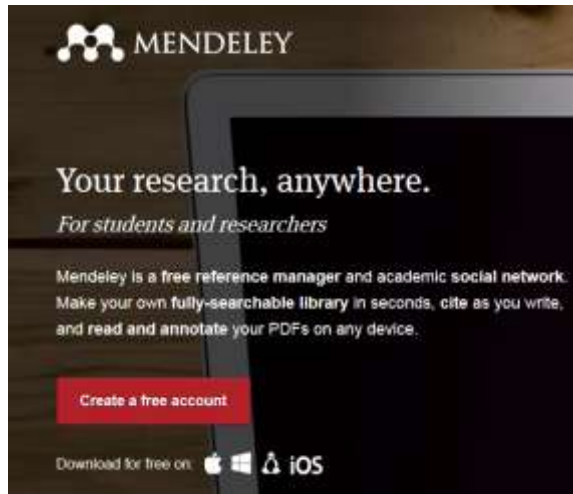 MENDELEY
Your research, anywhere.
For students and researchers
Mendeley is a free reference manager and academic social network.
Make your own fully-searchable library in seconds, cite as you write,
and read and annotate your PDFs on any device.
Create a free account
Download for free on: iOS